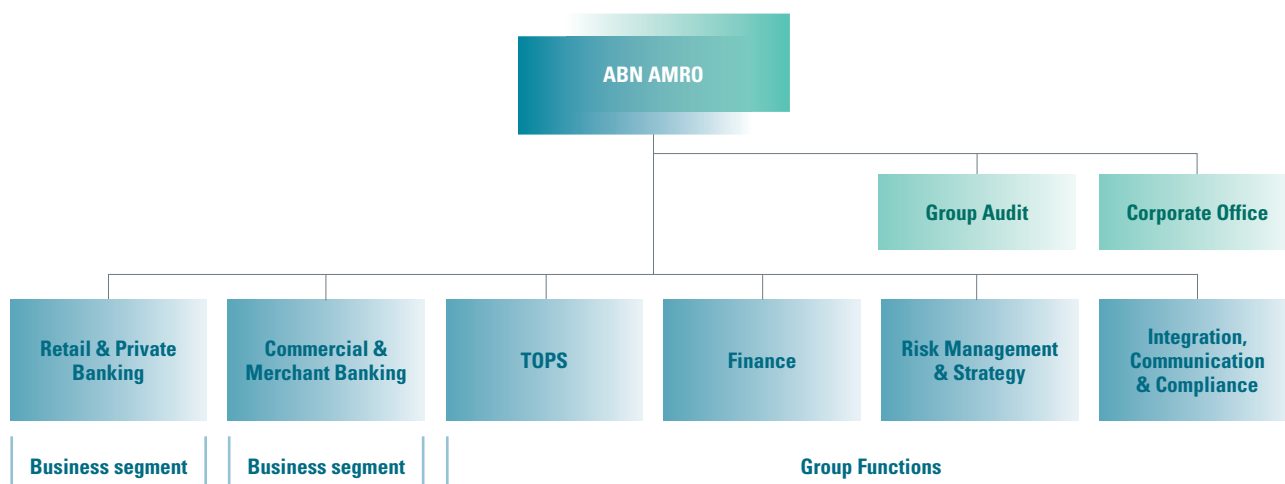 ABN AMRO
Group Audit
Corporate Office
Retail & Private
Banking
Commercial &
Merchant Banking
TOPS
Finance
Risk Management
& Strategy
Integration,
Communication
& Compliance
Business segment
Business segment
Group Functions